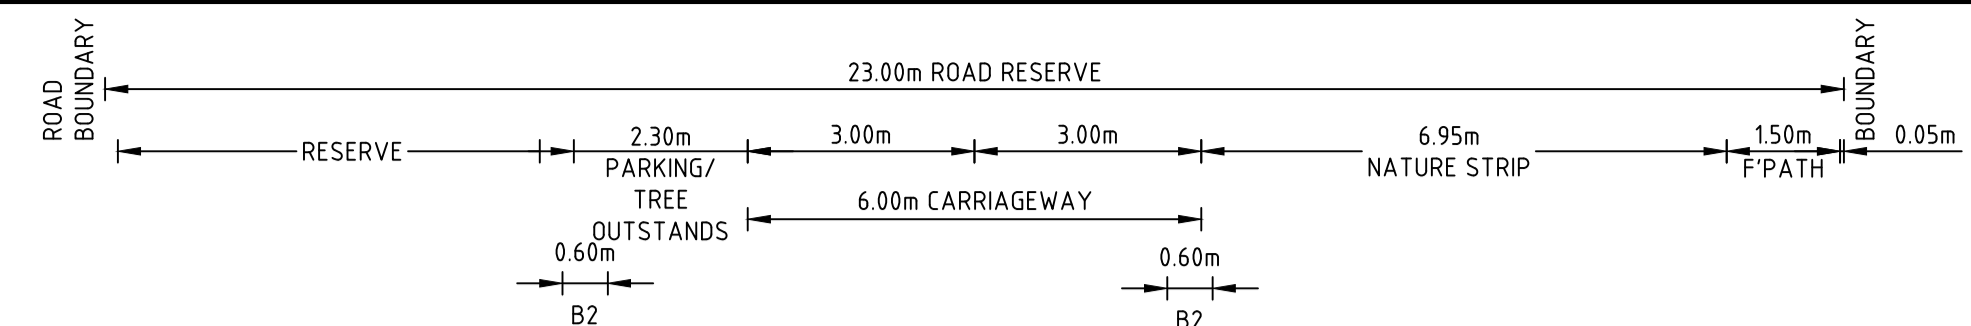 ROAD
BOUNDARY
23.00m ROAD RESERVE
BOUNDARY
RESERVE
2.30m
PARKING/
TREE
OUTSTANDS
3.00m
3.00m
6.95m
NATURE STRIP
1.50m
F'PATH
0.05m
6.00m CARRIAGEWAY
0.60m
B2
0.60m
B2